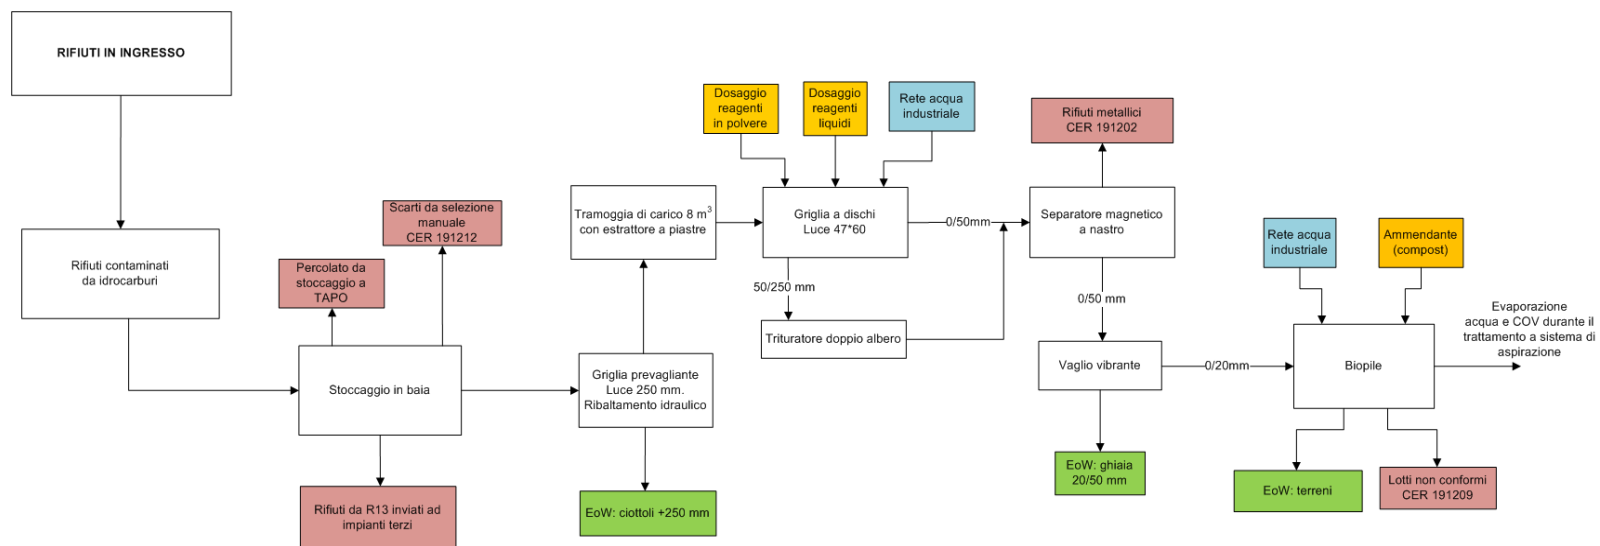 RIFIUTI IN INGRESSO
Rifiuti contaminati
da idrocarburi
Percolato da
stoccaggio a
TAPO
Scarti da selezione
manuale
CER 191212
Stoccaggio in baia
Rifiuti da R13 inviati ad
impianti terzi
Tramoggia di carico 8 m³
con estrattore a piastre
Griglia prevagliante
Luce 250 mm.
Ribaltamento idraulico
EoW: ciottoli +250 mm
Dosaggio
reagenti
in polvere
Dosaggio
reagenti
liquidi
Rete acqua
industriale
Griglia a dischi
Luce 47*60
0/50mm
50/250 mm
Trituratore doppio albero
Rifiuti metallici
CER 191202
Separatore magnetico
a nastro
0/50 mm
Vaglio vibrante
0/20mm
EoW: ghiaia
20/50 mm
Rete acqua
industriale
Ammendante
(compost)
Biopile
Evaporazione
acqua e COV durante il
trattamento a sistema di
aspirazione
EoW: terreni
Lotti non conformi
CER 191209